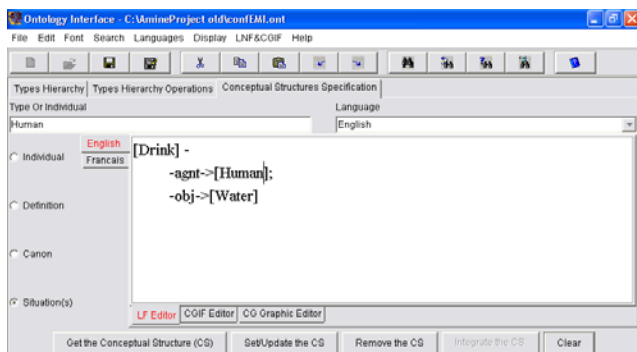 Ontology Interface - C:\AmineProject old\confEMI.ont
File Edit Font Search Languages Display LNF&CGIF Help
Types Hierarchy Types Hierarchy Operations Conceptual Structures Specification
Type Or Individual Language
Human English
English
Francais
Individual
Definition
Canon
Situation(s)
[Drink] -
-agnt->[Human];
-obj->[Water]
LF Editor CGIF Editor CG Graphic Editor
Get the Conceptual Structure (CS) Set/Update the CS Remove the CS Integrate the CS Clear